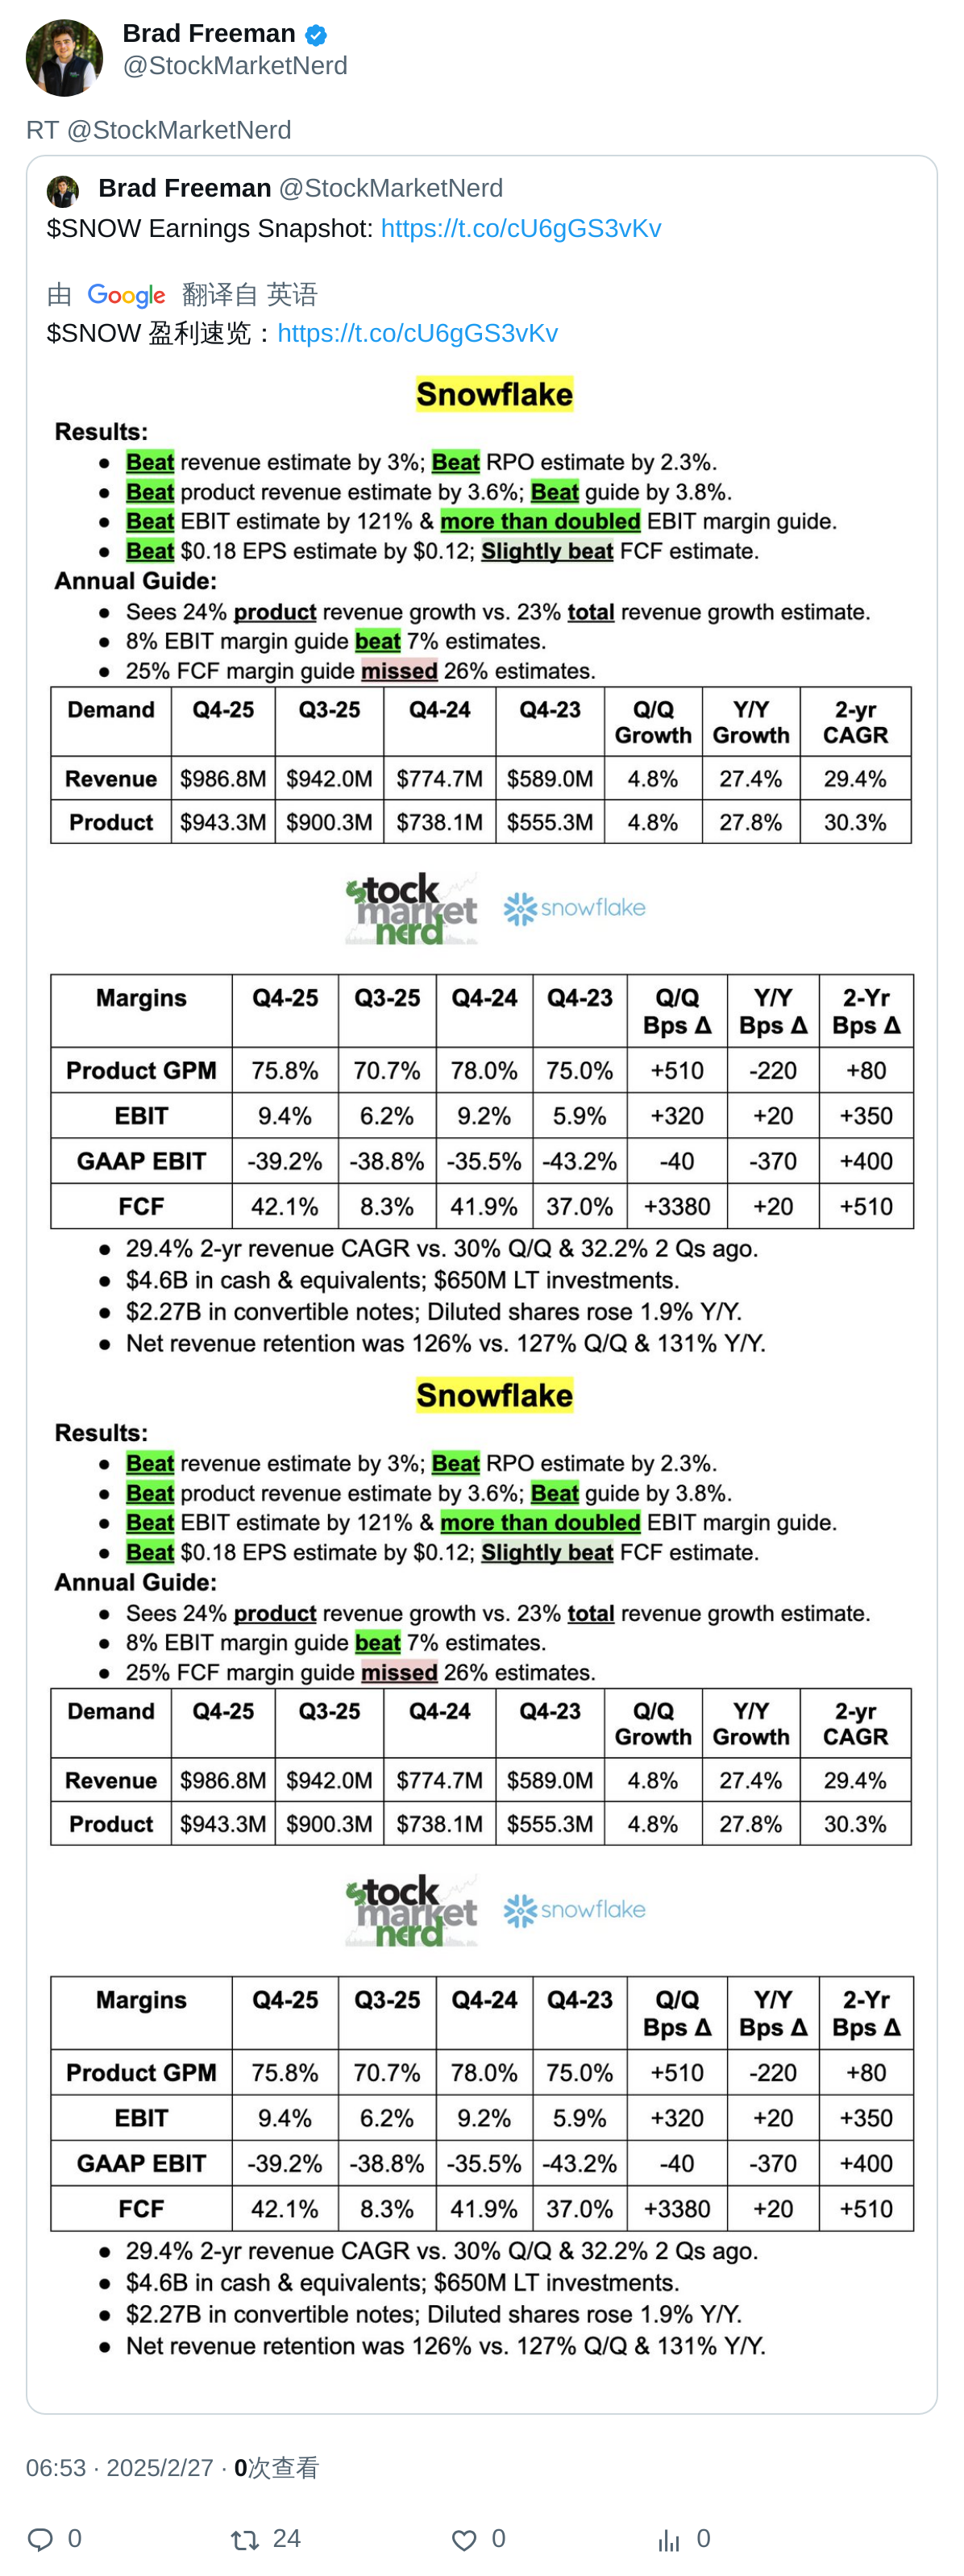 Brad Freeman
@StockMarketNerd
RT @StockMarketNerd
Brad Freeman @StockMarketNerd
$SNOW Earnings Snapshot: https://t.co/cU6gGS3vKv
由 Google 翻译自 英语
$SNOW 盈利速览：https://t.co/cU6gGS3vKv
Snowflake
Results:
● Beat revenue estimate by 3%; Beat RPO estimate by 2.3%.
● Beat product revenue estimate by 3.6%; Beat guide by 3.8%.
● Beat EBIT estimate by 121% & more than doubled EBIT margin guide.
● Beat $0.18 EPS estimate by $0.12; Slightly beat FCF estimate.
Annual Guide:
● Sees 24% product revenue growth vs. 23% total revenue growth estimate.
● 8% EBIT margin guide beat 7% estimates.
● 25% FCF margin guide missed 26% estimates.
Demand Q4-25 Q3-25 Q4-24 Q4-23 Q/Q Growth Y/Y Growth 2-yr CAGR
Revenue $986.8M $942.0M $774.7M $589.0M 4.8% 27.4% 29.4%
Product $943.3M $900.3M $738.1M $555.3M 4.8% 27.8% 30.3%
stock
market
nerd
snowflake
Margins Q4-25 Q3-25 Q4-24 Q4-23 Q/Q Bps Δ Y/Y Bps Δ 2-Yr Bps Δ
Product GPM 75.8% 70.7% 78.0% 75.0% +510 -220 +80
EBIT 9.4% 6.2% 9.2% 5.9% +320 +20 +350
GAAP EBIT -39.2% -38.8% -35.5% -43.2% -40 -370 +400
FCF 42.1% 8.3% 41.9% 37.0% +3380 +20 +510
● 29.4% 2-yr revenue CAGR vs. 30% Q/Q & 32.2% 2 Qs ago.
● $4.6B in cash & equivalents; $650M LT investments.
● $2.27B in convertible notes; Diluted shares rose 1.9% Y/Y.
● Net revenue retention was 126% vs. 127% Q/Q & 131% Y/Y.
Snowflake
Results:
● Beat revenue estimate by 3%; Beat RPO estimate by 2.3%.
● Beat product revenue estimate by 3.6%; Beat guide by 3.8%.
● Beat EBIT estimate by 121% & more than doubled EBIT margin guide.
● Beat $0.18 EPS estimate by $0.12; Slightly beat FCF estimate.
Annual Guide:
● Sees 24% product revenue growth vs. 23% total revenue growth estimate.
● 8% EBIT margin guide beat 7% estimates.
● 25% FCF margin guide missed 26% estimates.
Demand Q4-25 Q3-25 Q4-24 Q4-23 Q/Q Growth Y/Y Growth 2-yr CAGR
Revenue $986.8M $942.0M $774.7M $589.0M 4.8% 27.4% 29.4%
Product $943.3M $900.3M $738.1M $555.3M 4.8% 27.8% 30.3%
stock
market
nerd
snowflake
Margins Q4-25 Q3-25 Q4-24 Q4-23 Q/Q Bps Δ Y/Y Bps Δ 2-Yr Bps Δ
Product GPM 75.8% 70.7% 78.0% 75.0% +510 -220 +80
EBIT 9.4% 6.2% 9.2% 5.9% +320 +20 +350
GAAP EBIT -39.2% -38.8% -35.5% -43.2% -40 -370 +400
FCF 42.1% 8.3% 41.9% 37.0% +3380 +20 +510
● 29.4% 2-yr revenue CAGR vs. 30% Q/Q & 32.2% 2 Qs ago.
● $4.6B in cash & equivalents; $650M LT investments.
● $2.27B in convertible notes; Diluted shares rose 1.9% Y/Y.
● Net revenue retention was 126% vs. 127% Q/Q & 131% Y/Y.
06:53 · 2025/2/27 · 0次查看
0 24 0 0